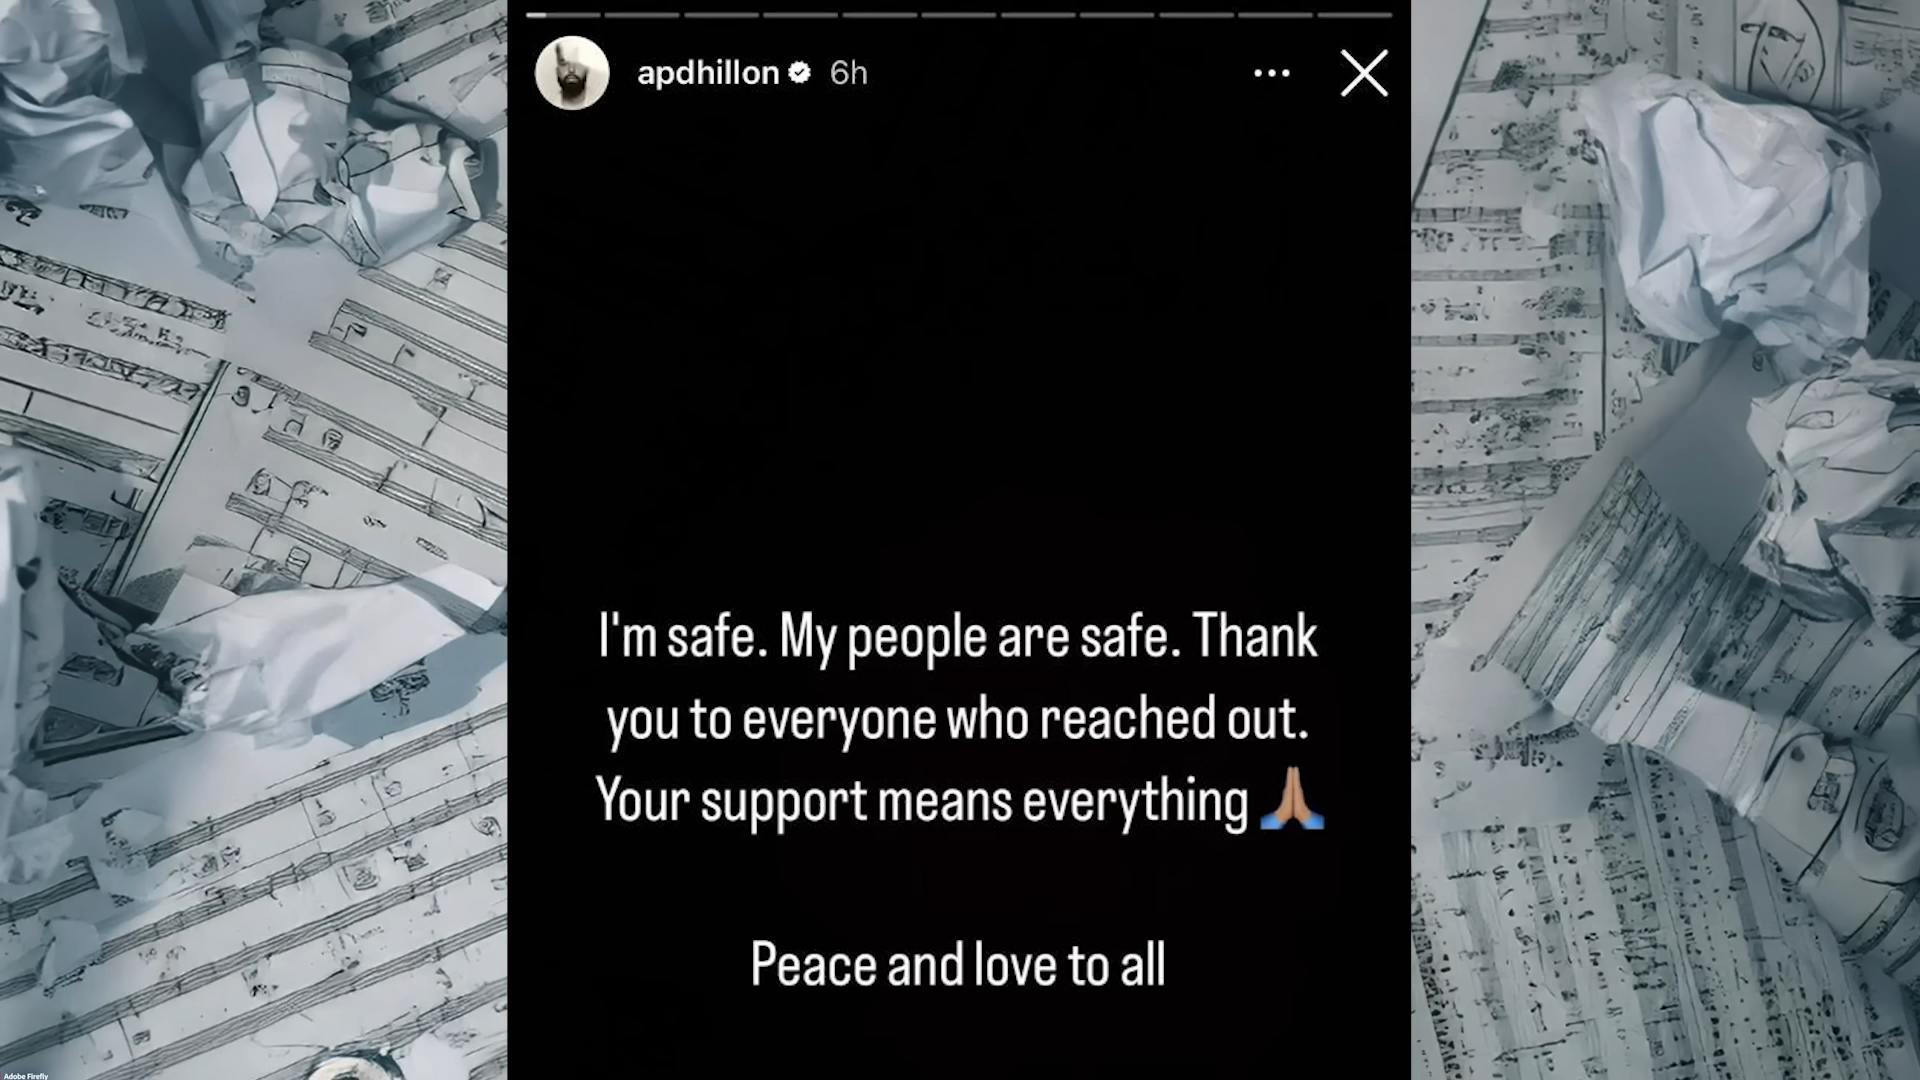 apdhillon 6h
I'm safe. My people are safe. Thank
you to everyone who reached out.
Your support means everything 🙏🏽
Peace and love to all
Adobe Firefly